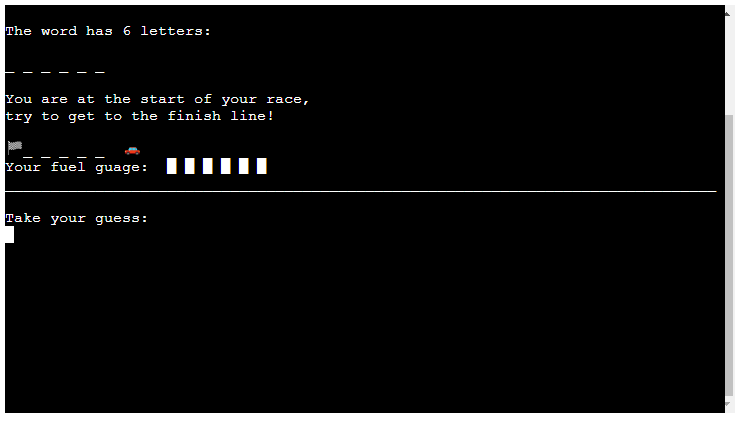 The word has 6 letters:
_ _ _ _ _ _
You are at the start of your race,
try to get to the finish line!
🏁_ _ _ _ _ 🚗
Your fuel guage: █ █ █ █ █ █
Take your guess: